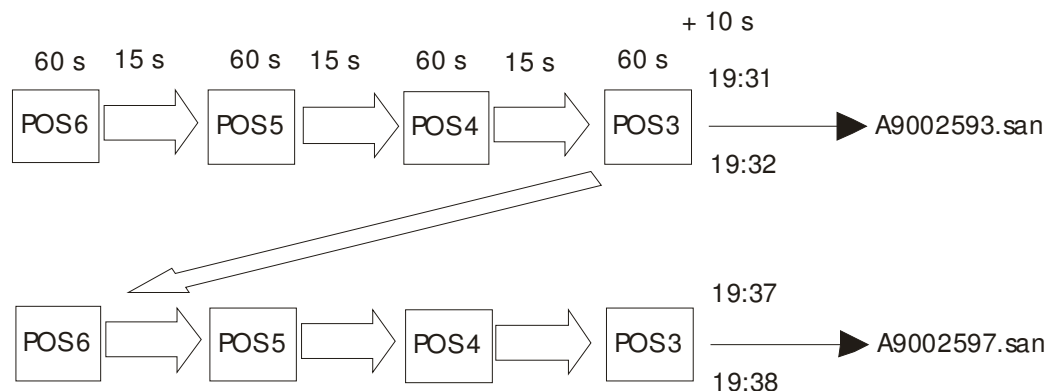 + 10 s
60 s 15 s 60 s 15 s 60 s 15 s 60 s
19:31
POS6 POS5 POS4 POS3 A9002593.san
19:32
19:37
POS6 POS5 POS4 POS3 A9002597.san
19:38